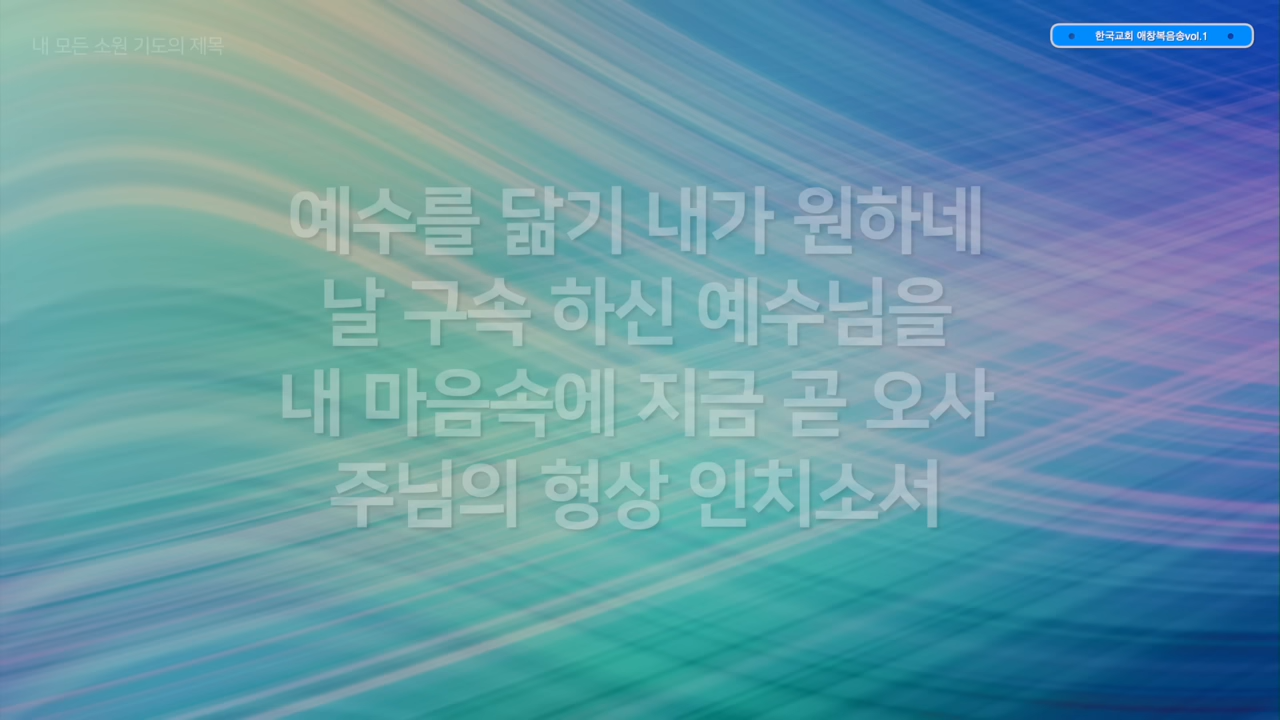 내 모든 소원 기도의 제목
한국교회 애창복음송vol.1
예수를 닮기 내가 원하네
날 구속 하신 예수님을
내 마음속에 지금 곧 오사
주님의 형상 인치소서